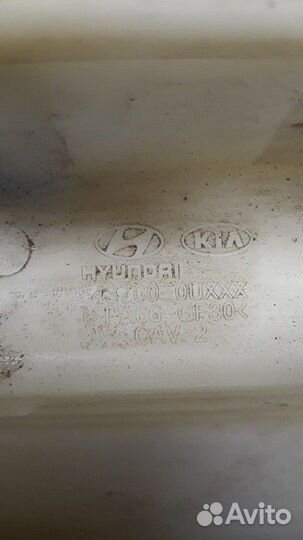 KIA
HYUNDAI
>PA66-GF30<
CAV.2
Avito